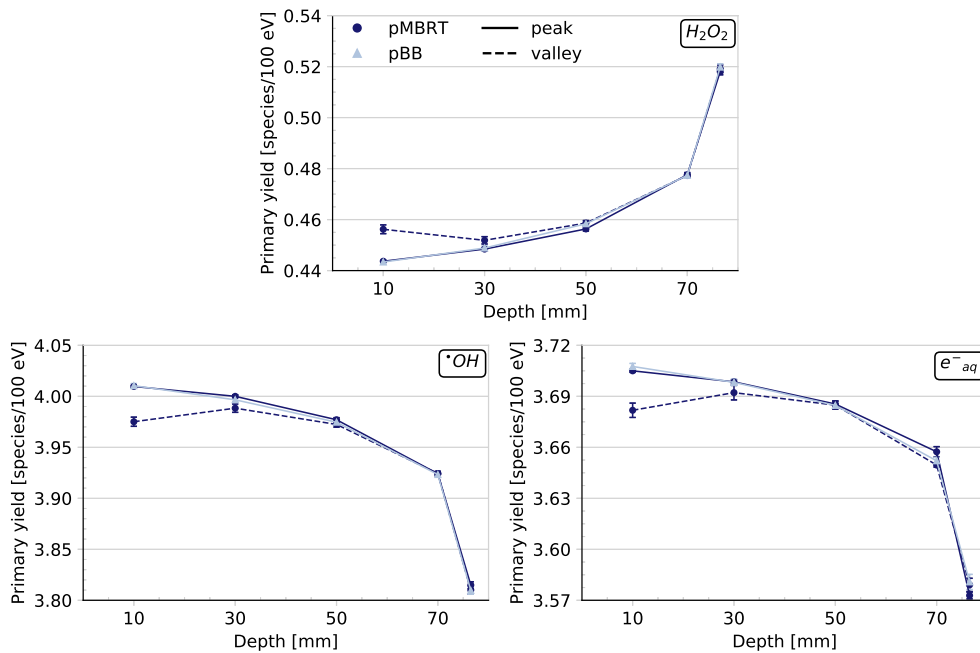 0.54
0.52
0.50
0.48
0.46
0.44
Primary yield [species/100 eV]
pMBRT
peak
pBB
valley
H₂O₂
10 30 50 70
Depth [mm]
4.05
4.00
3.95
3.90
3.85
3.80
Primary yield [species/100 eV]
•OH
10 30 50 70
Depth [mm]
3.72
3.69
3.66
3.63
3.60
3.57
Primary yield [species/100 eV]
e⁻aq
10 30 50 70
Depth [mm]